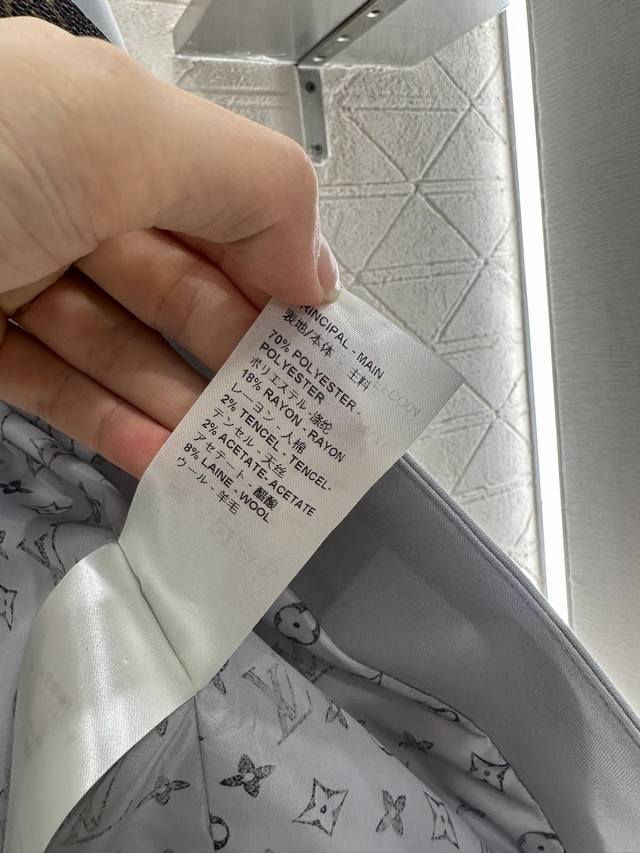 RINCIPAL - MAIN
表地/本体 - 主料
70% POLYESTER -
POLYESTER
ポリエステル - 涤纶
18% RAYON - RAYON
レーヨン - 人棉
2% TENCEL - TENCEL-
テンセル - 天丝
2% ACETATE- ACETATE
アセテート - 醋酸
8% LAINE - WOOL
ウール - 羊毛